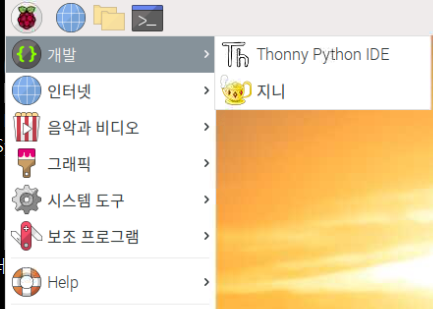 개발
Thonny Python IDE
인터넷
지니
음악과 비디오
그래픽
시스템 도구
보조 프로그램
Help